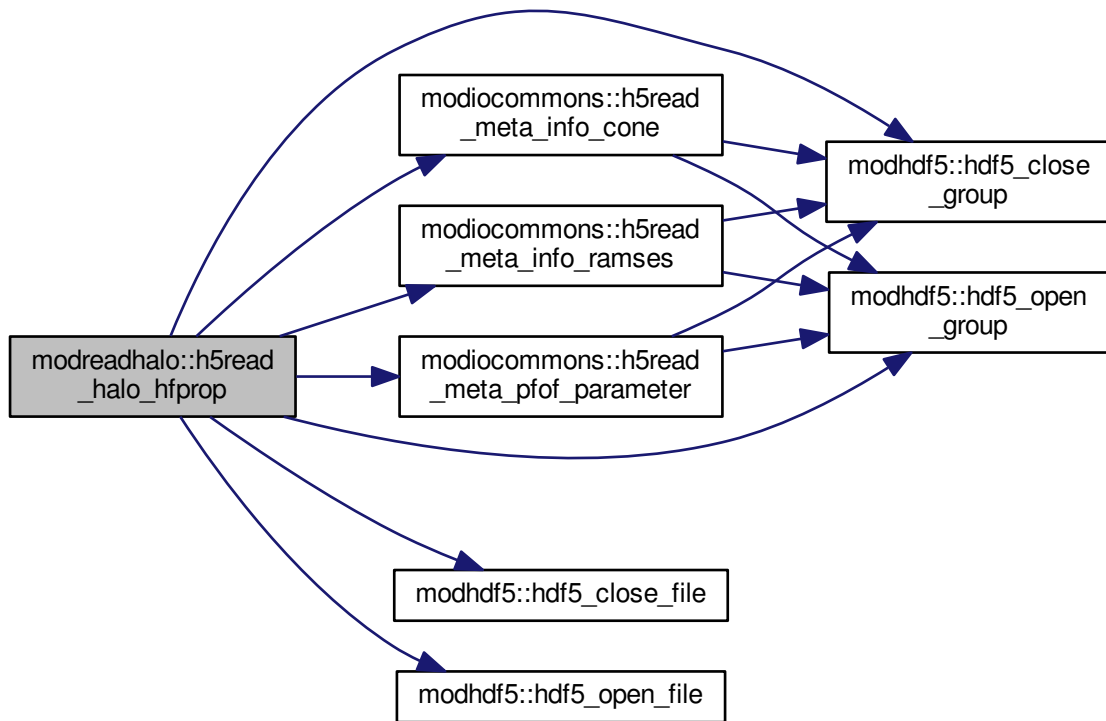 modreadhalo::h5read
_halo_hfprop
modiocommons::h5read
_meta_info_cone
modiocommons::h5read
_meta_info_ramses
modiocommons::h5read
_meta_pfof_parameter
modhdf5::hdf5_close_file
modhdf5::hdf5_open_file
modhdf5::hdf5_close
_group
modhdf5::hdf5_open
_group